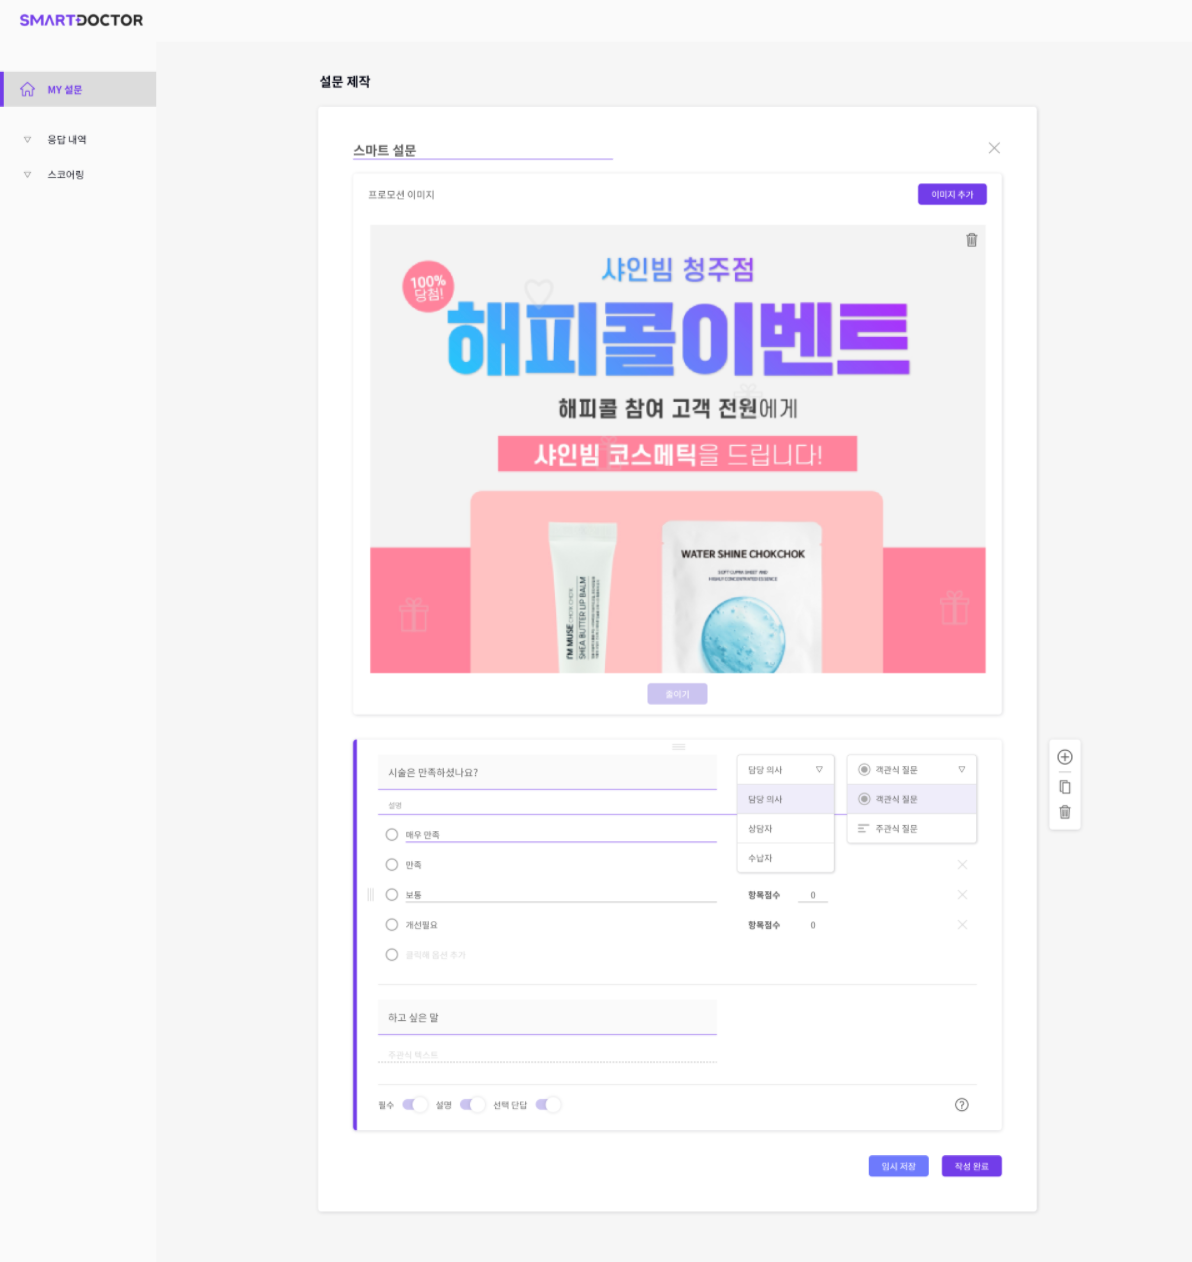 SMARTDOCTOR
MY 설문
응답 내역
스코어링
설문 제작
스마트 설문
프로모션 이미지
이미지 추가
100%
당첨!
샤인빔 청주점
해피콜이벤트
해피콜 참여 고객 전원에게
샤인빔 코스메틱을 드립니다!
I'M MUSE CHOK CHOK
SHEA BUTTER LIP BALM
WATER SHINE CHOKCHOK
줄이기
시술은 만족하셨나요?
담당 의사
객관식 질문
설명
담당 의사
객관식 질문
매우 만족
상담자
주관식 질문
만족
수납자
보통
항목점수 0
개선필요
항목점수 0
클릭해 옵션 추가
하고 싶은 말
주관식 텍스트
필수 설명 선택 단답
임시 저장
작성 완료